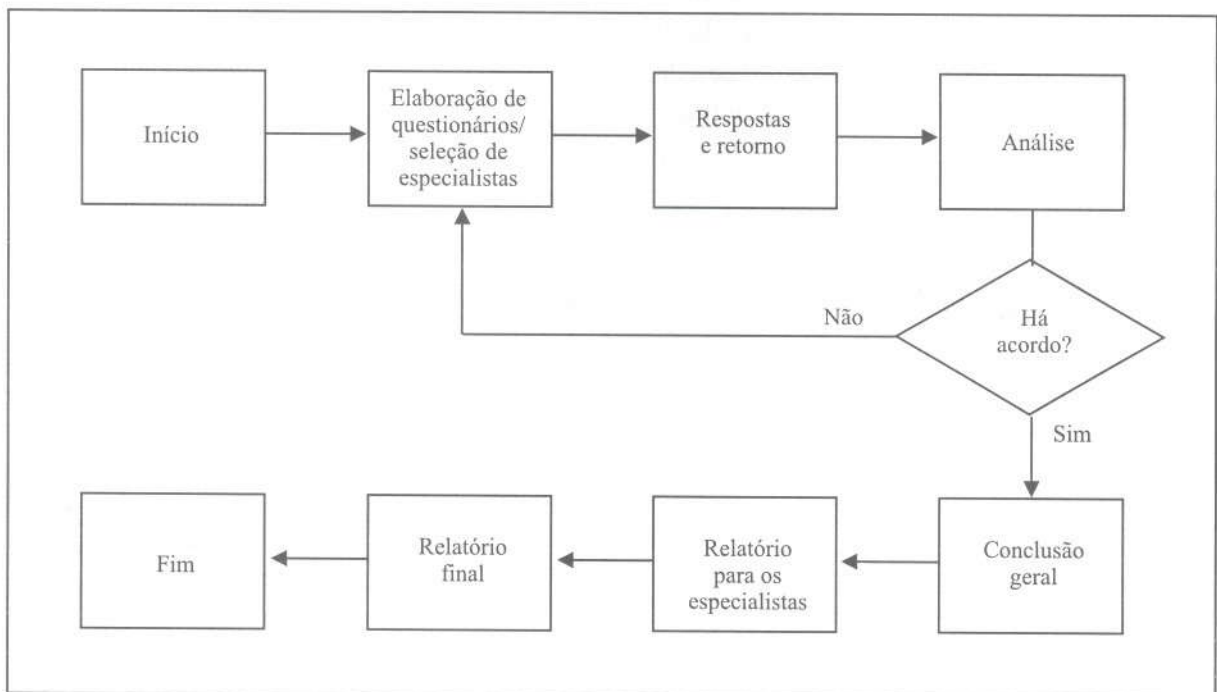 Início
Elaboração de
questionários/
seleção de
especialistas
Respostas
e retorno
Análise
Há
acordo?
Não
Sim
Conclusão
geral
Relatório
para os
especialistas
Relatório
final
Fim